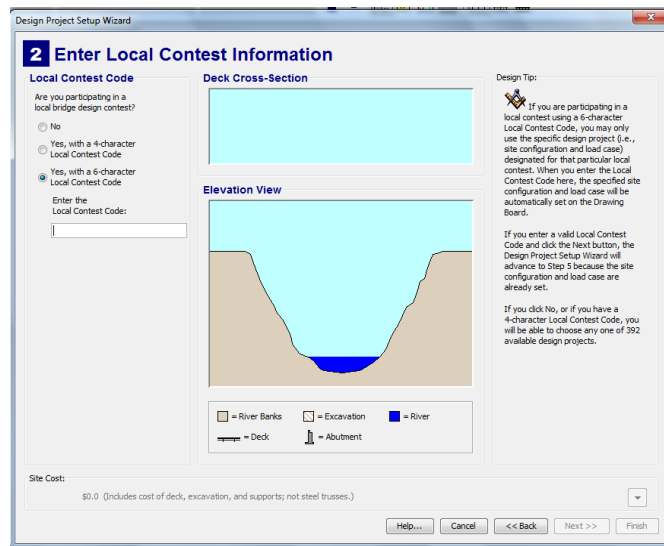 Design Project Setup Wizard
2 Enter Local Contest Information
Local Contest Code
Are you participating in a
local bridge design contest?
No
Yes, with a 4-character
Local Contest Code
Yes, with a 6-character
Local Contest Code
Enter the
Local Contest Code:
Deck Cross-Section
Elevation View
= River Banks
= Excavation
= River
= Deck
= Abutment
Design Tip:
If you are participating in a
local contest using a 6-character
Local Contest Code, you may only
use the specific design project (i.e.,
site configuration and load case)
designated for that particular local
contest. When you enter the Local
Contest Code here, the specified site
configuration and load case will be
automatically set on the Drawing
Board.
If you enter a valid Local Contest
Code and click the Next button, the
Design Project Setup Wizard will
advance to Step 5 because the site
configuration and load case are
already set.
If you click No, or if you have a
4-character Local Contest Code, you
will be able to choose any one of 392
available design projects.
Site Cost:
$0.0 (Includes cost of deck, excavation, and supports; not steel trusses.)
Help...
Cancel
<< Back
Next >>
Finish